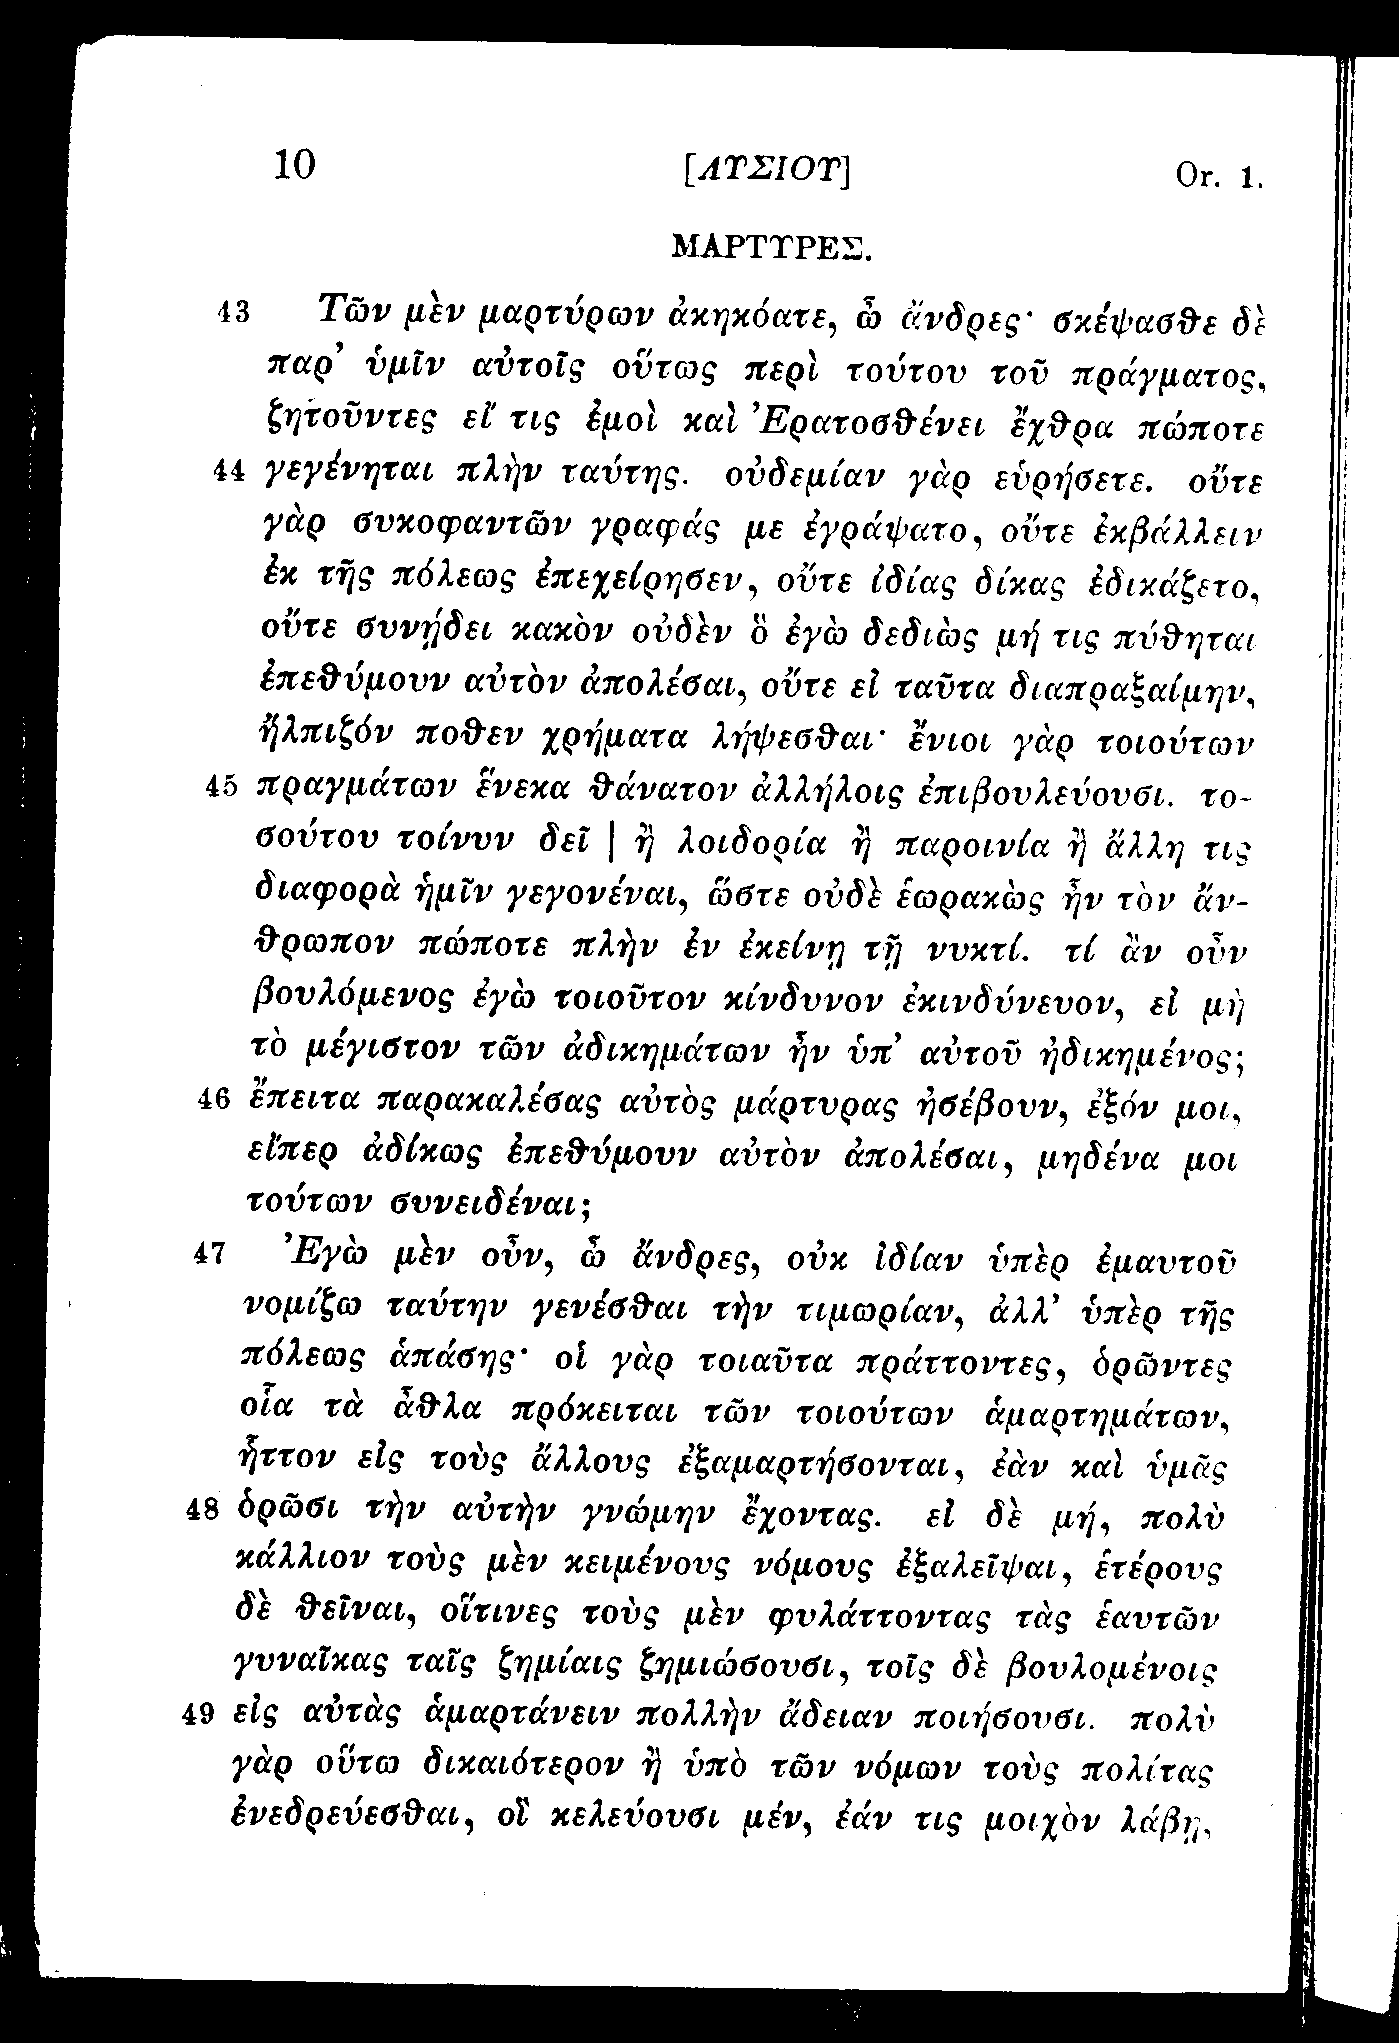 10 [ΛΥΣΙΟΥ] Or. 1.
ΜΑΡΤΥΡΕΣ.
43 Τῶν μὲν μαρτύρων ἀκηκόατε, ὦ ἄνδρες· σκέψασθε δὲ
παρ’ ὑμῖν αὐτοῖς οὕτως περὶ τούτου τοῦ πράγματος,
ζητοῦντες εἴ τις ἐμοὶ καὶ Ἐρατοσθένει ἔχθρα πώποτε
44 γεγένηται πλὴν ταύτης. οὐδεμίαν γὰρ εὑρήσετε. οὔτε
γὰρ συκοφαντῶν γραφάς με ἐγράψατο, οὔτε ἐκβάλλειν
ἐκ τῆς πόλεως ἐπεχείρησεν, οὔτε ἰδίας δίκας ἐδικάζετο,
οὔτε συνῄδει κακὸν οὐδὲν ὃ ἐγὼ δεδιὼς μή τις πύθηται
ἐπεθύμουν αὐτὸν ἀπολέσαι, οὔτε εἰ ταῦτα διαπραξαίμην,
ἤλπιζόν ποθεν χρήματα λήψεσθαι· ἔνιοι γὰρ τοιούτων
45 πραγμάτων ἕνεκα θάνατον ἀλλήλοις ἐπιβουλεύουσι. το-
σούτου τοίνυν δεῖ | ἢ λοιδορία ἢ παροινία ἢ ἄλλη τις
διαφορὰ ἡμῖν γεγονέναι, ὥστε οὐδὲ ἑωρακὼς ἦν τὸν ἄν-
θρωπον πώποτε πλὴν ἐν ἐκείνῃ τῇ νυκτί. τί ἂν οὖν
βουλόμενος ἐγὼ τοιοῦτον κίνδυνον ἐκινδύνευον, εἰ μὴ
τὸ μέγιστον τῶν ἀδικημάτων ἦν ὑπ’ αὐτοῦ ἠδικημένος;
46 ἔπειτα παρακαλέσας αὐτὸς μάρτυρας ἠσέβουν, ἐξόν μοι,
εἴπερ ἀδίκως ἐπεθύμουν αὐτὸν ἀπολέσαι, μηδένα μοι
τούτων συνειδέναι;
47 Ἐγὼ μὲν οὖν, ὦ ἄνδρες, οὐκ ἰδίαν ὑπὲρ ἐμαυτοῦ
νομίζω ταύτην γενέσθαι τὴν τιμωρίαν, ἀλλ’ ὑπὲρ τῆς
πόλεως ἁπάσης· οἱ γὰρ τοιαῦτα πράττοντες, ὁρῶντες
οἷα τὰ ἆθλα πρόκειται τῶν τοιούτων ἁμαρτημάτων,
ἧττον εἰς τοὺς ἄλλους ἐξαμαρτήσονται, ἐὰν καὶ ὑμᾶς
48 ὁρῶσι τὴν αὐτὴν γνώμην ἔχοντας. εἰ δὲ μή, πολὺ
κάλλιον τοὺς μὲν κειμένους νόμους ἐξαλεῖψαι, ἑτέρους
δὲ θεῖναι, οἵτινες τοὺς μὲν φυλάττοντας τὰς ἑαυτῶν
γυναῖκας ταῖς ζημίαις ζημιώσουσι, τοῖς δὲ βουλομένοις
49 εἰς αὐτὰς ἁμαρτάνειν πολλὴν ἄδειαν ποιήσουσι. πολὺ
γὰρ οὕτω δικαιότερον ἢ ὑπὸ τῶν νόμων τοὺς πολίτας
ἐνεδρεύεσθαι, οἳ κελεύουσι μέν, ἐάν τις μοιχὸν λάβῃ,